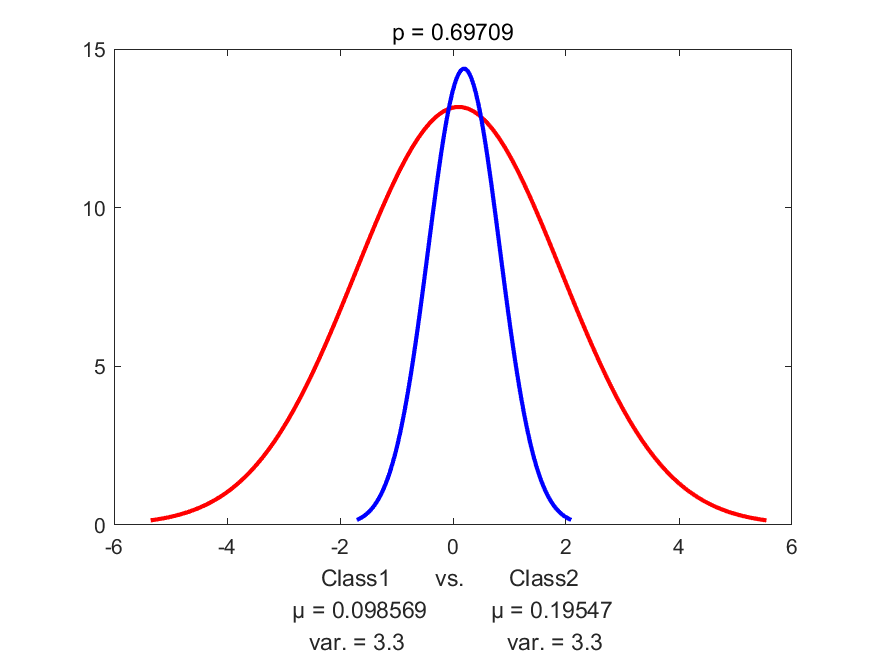 p = 0.69709
15
10
5
0
-6 -4 -2 0 2 4 6
Class1 vs. Class2
μ = 0.098569 μ = 0.19547
var. = 3.3 var. = 3.3